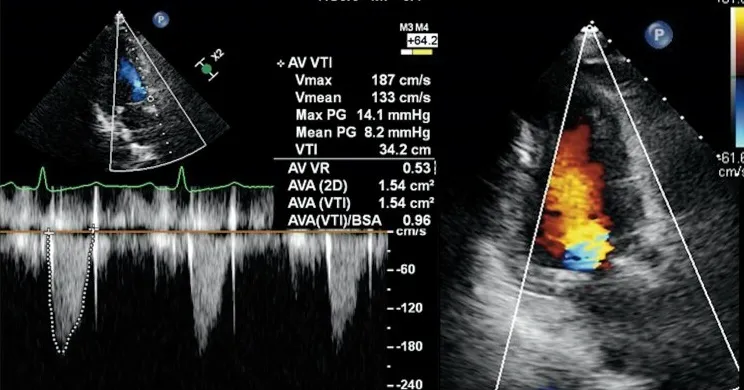 P
X2
M3 M4
+64.2
AV VTI
Vmax 187 cm/s
Vmean 133 cm/s
Max PG 14.1 mmHg
Mean PG 8.2 mmHg
VTI 34.2 cm
AV VR 0.53
AVA (2D) 1.54 cm²
AVA (VTI) 1.54 cm²
AVA(VTI)/BSA 0.96
cm/s
-60
-120
-180
-240
P
-61.6
cm/s